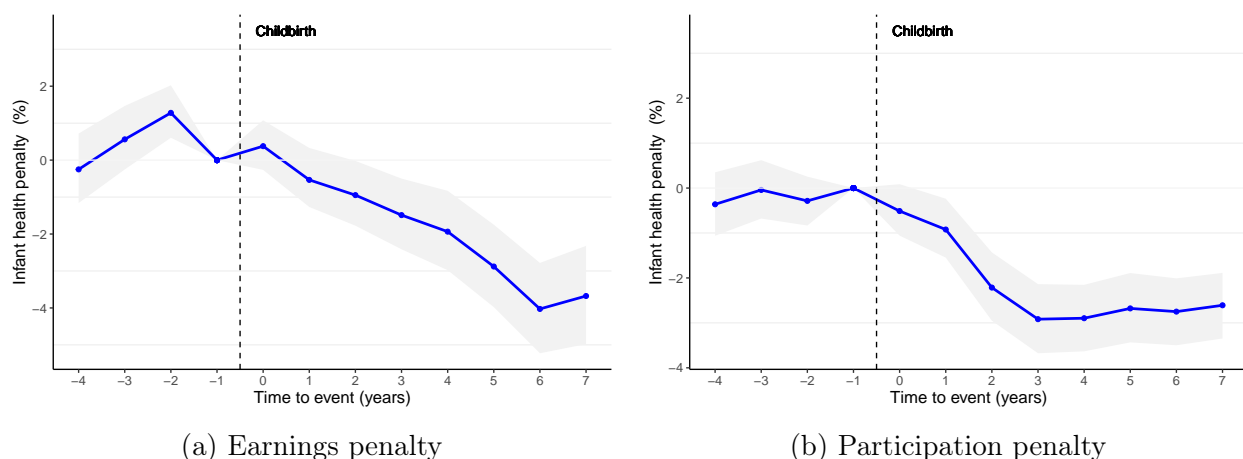 Childbirth
Infant health penalty (%)
2
0
−2
−4
−4 −3 −2 −1 0 1 2 3 4 5 6 7
Time to event (years)
(a) Earnings penalty
Childbirth
Infant health penalty (%)
2
0
−2
−4
−4 −3 −2 −1 0 1 2 3 4 5 6 7
Time to event (years)
(b) Participation penalty